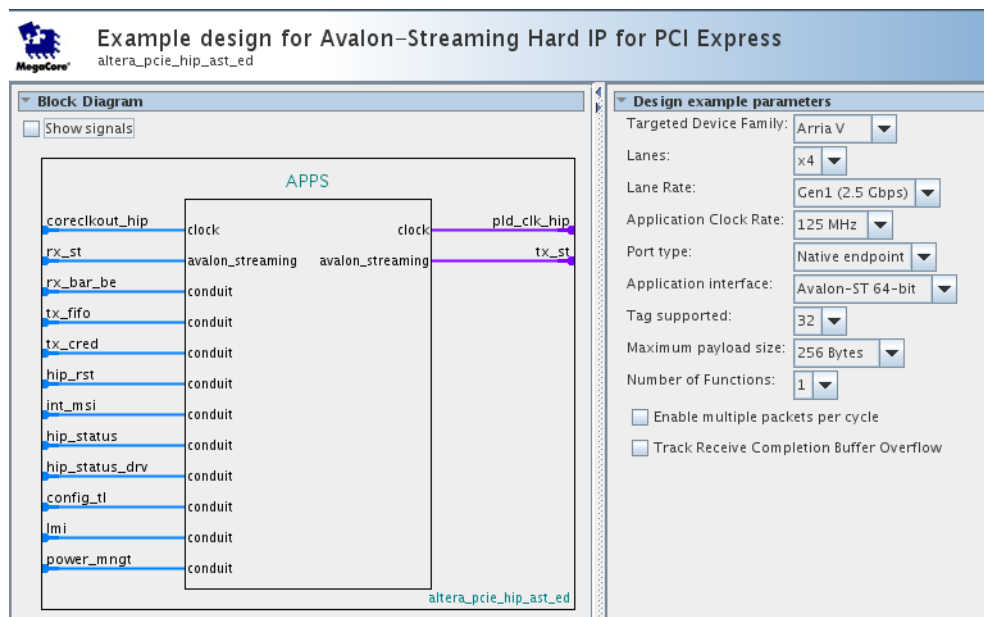 Example design for Avalon-Streaming Hard IP for PCI Express
MegaCore®
altera_pcie_hip_ast_ed
Block Diagram
Show signals
APPS
coreclkout_hip
clock
clock
pld_clk_hip
rx_st
avalon_streaming
avalon_streaming
tx_st
rx_bar_be
conduit
tx_fifo
conduit
tx_cred
conduit
hip_rst
conduit
int_msi
conduit
hip_status
conduit
hip_status_drv
conduit
config_tl
conduit
lmi
conduit
power_mngt
conduit
altera_pcie_hip_ast_ed
Design example parameters
Targeted Device Family: Arria V
Lanes: x4
Lane Rate: Gen1 (2.5 Gbps)
Application Clock Rate: 125 MHz
Port type: Native endpoint
Application interface: Avalon-ST 64-bit
Tag supported: 32
Maximum payload size: 256 Bytes
Number of Functions: 1
Enable multiple packets per cycle
Track Receive Completion Buffer Overflow